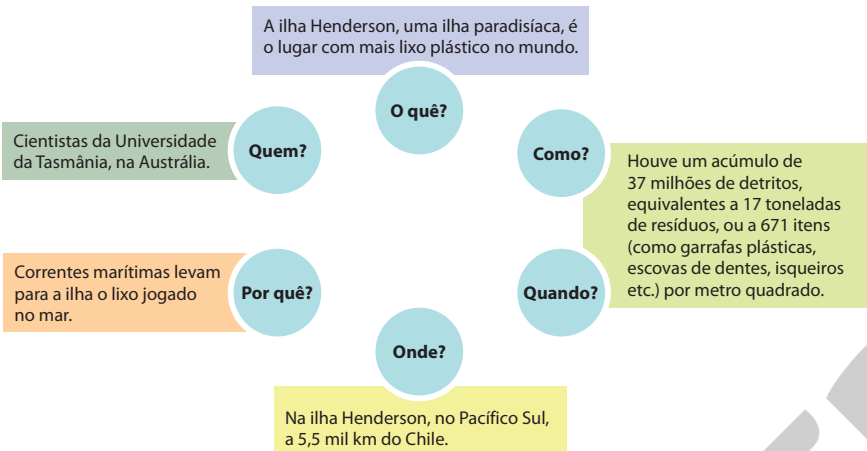 A ilha Henderson, uma ilha paradisíaca, é
o lugar com mais lixo plástico no mundo.
O quê?
Quem?
Cientistas da Universidade
da Tasmânia, na Austrália.
Como?
Houve um acúmulo de
37 milhões de detritos,
equivalentes a 17 toneladas
de resíduos, ou a 671 itens
(como garrafas plásticas,
escovas de dentes, isqueiros
etc.) por metro quadrado.
Por quê?
Correntes marítimas levam
para a ilha o lixo jogado
no mar.
Quando?
Onde?
Na ilha Henderson, no Pacífico Sul,
a 5,5 mil km do Chile.